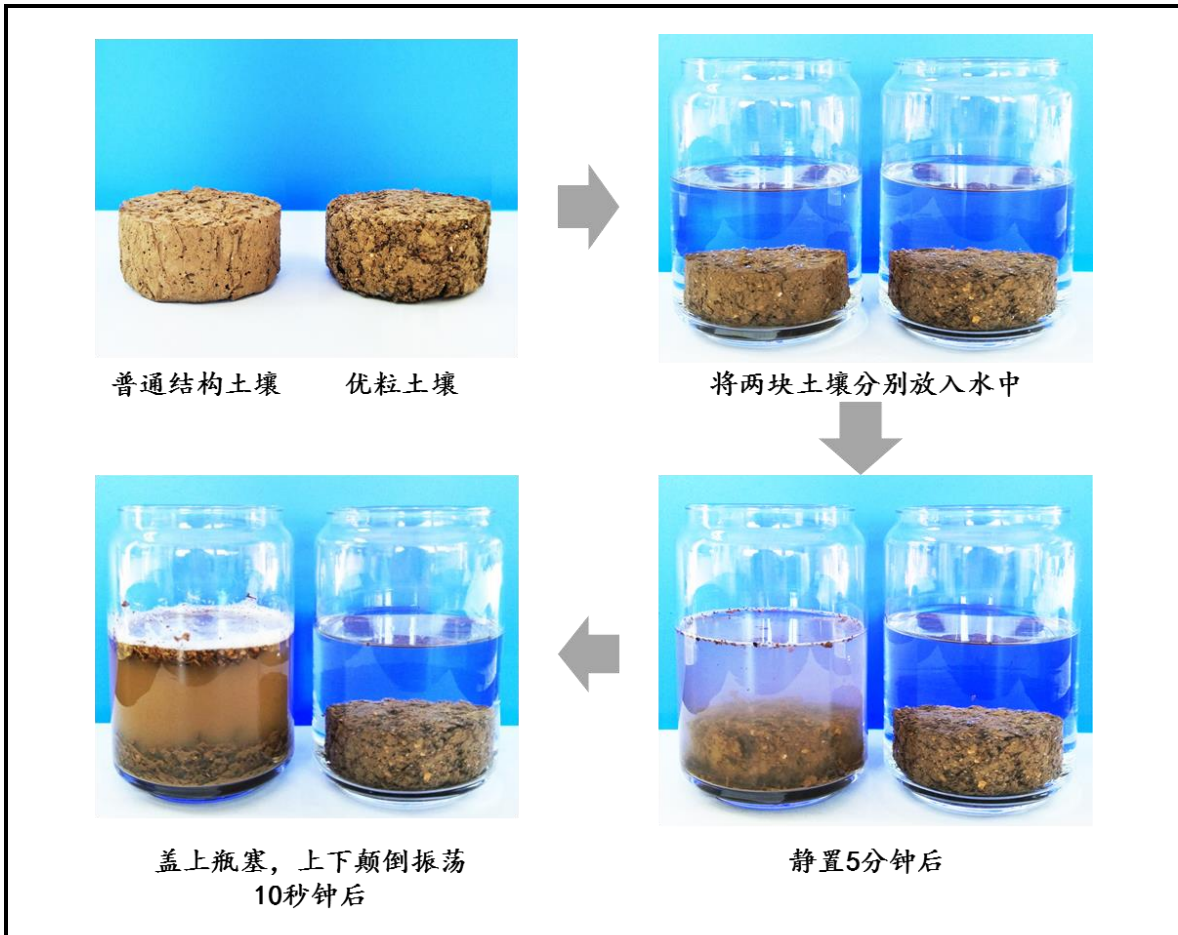 普通结构土壤
优粒土壤
将两块土壤分别放入水中
静置5分钟后
盖上瓶塞，上下颠倒振荡
10秒钟后